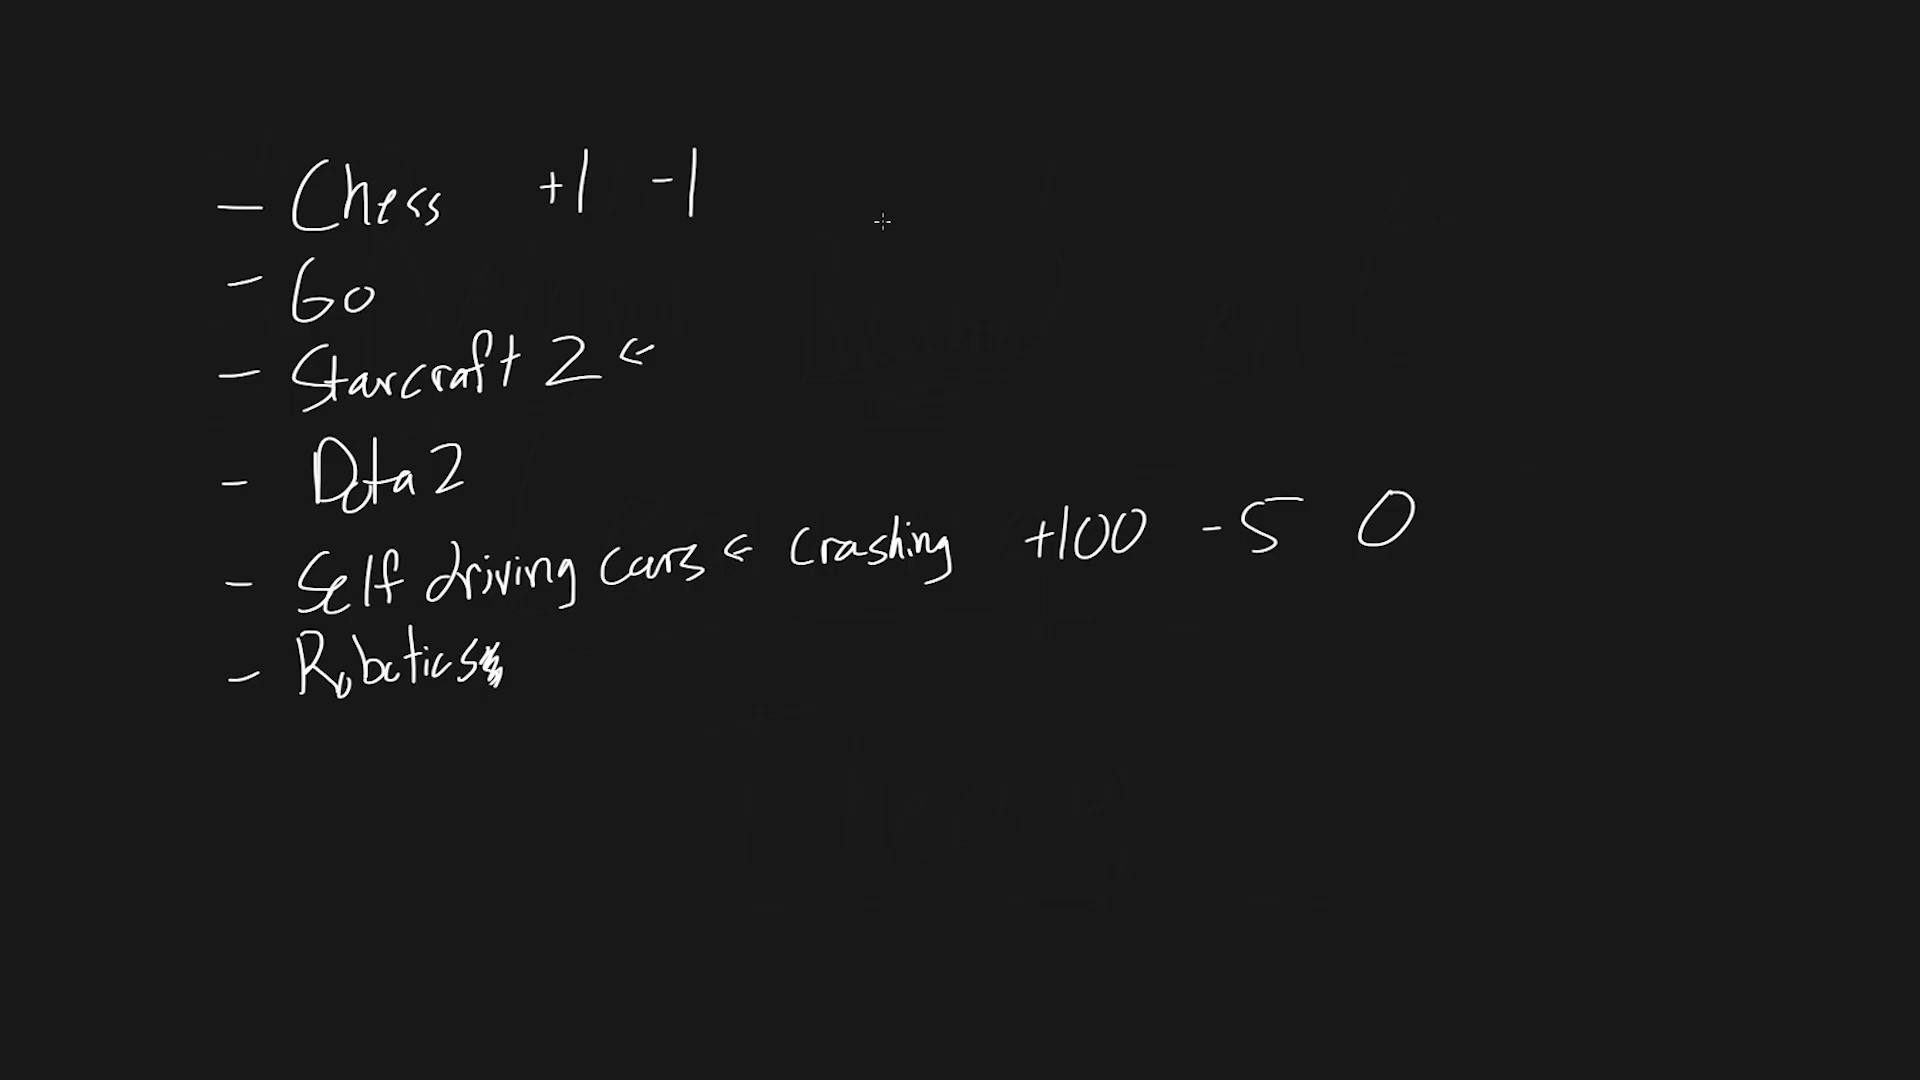 - Chess +1 -1
- Go
- Starcraft 2 ←
- Dota 2
- Self driving cars ← crashing +100 -5 0
- Robotics